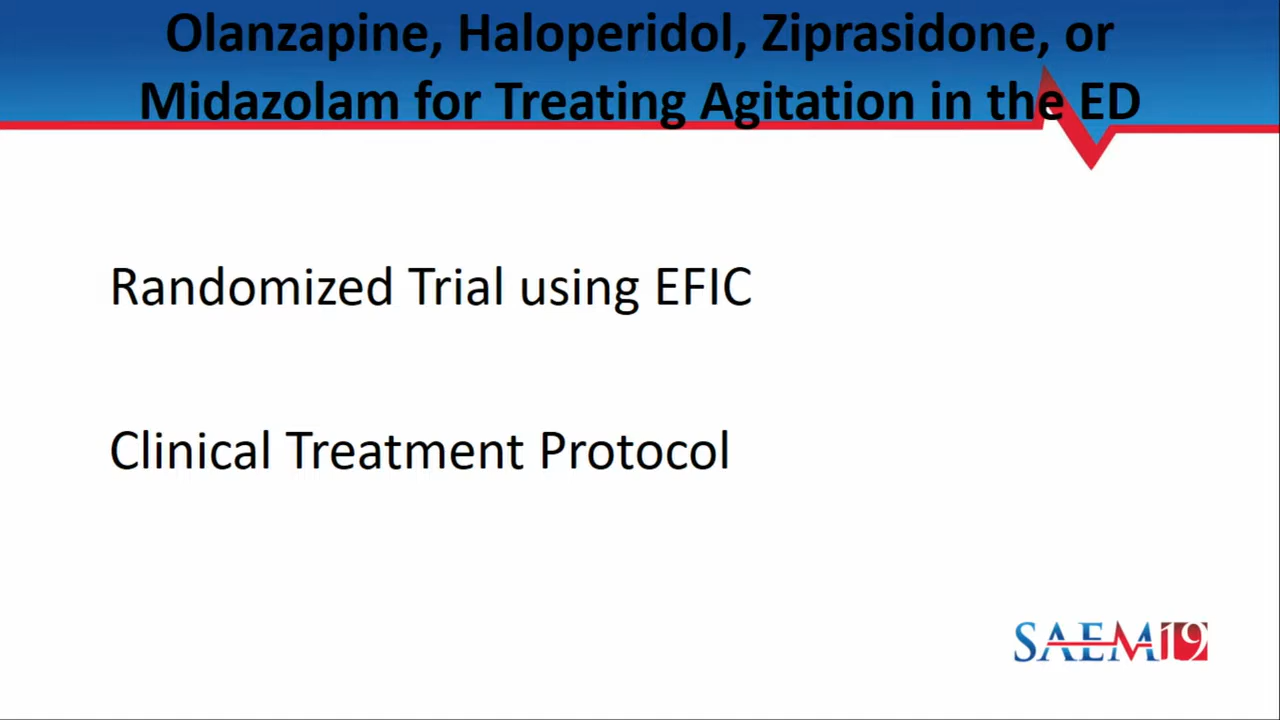 Olanzapine, Haloperidol, Ziprasidone, or
Midazolam for Treating Agitation in the ED
Randomized Trial using EFIC
Clinical Treatment Protocol
SAEM19